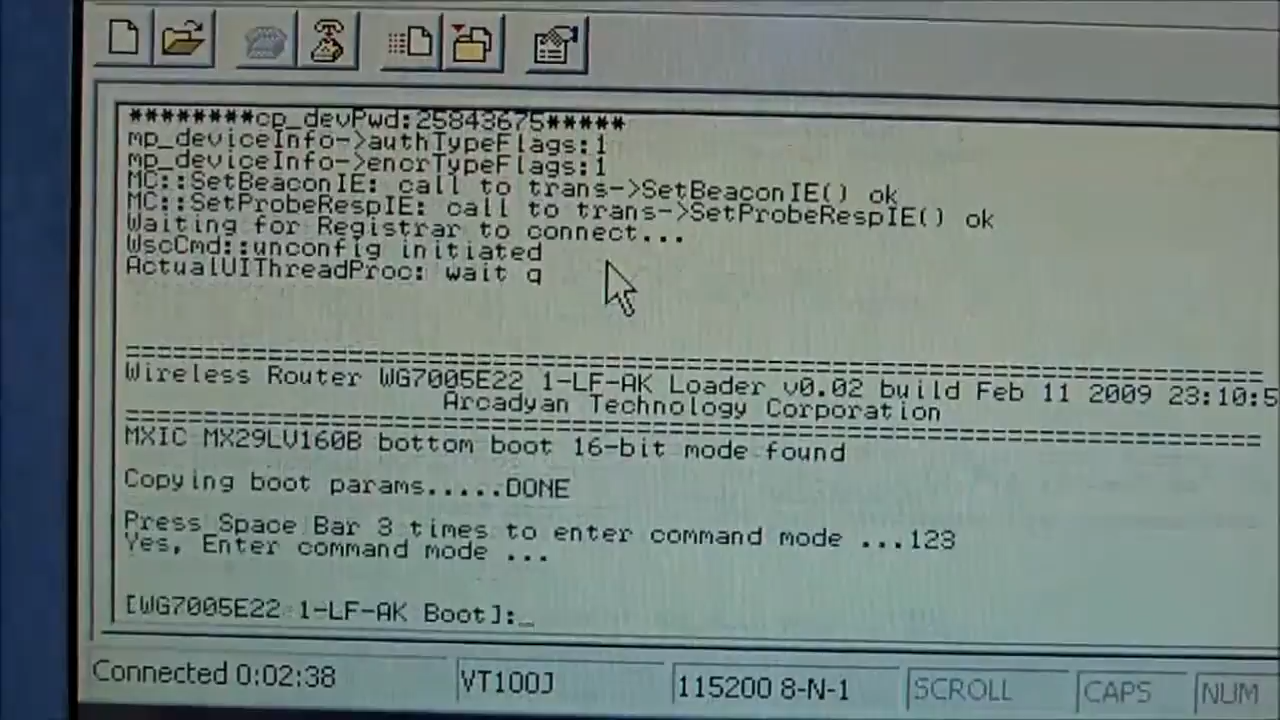 ********cp_devPwd:25843675*****
mp_deviceInfo->authTypeFlags:1
mp_deviceInfo->encrTypeFlags:1
MC::SetBeaconIE: call to trans->SetBeaconIE() ok
MC::SetProbeRespIE: call to trans->SetProbeRespIE() ok
Waiting for Registrar to connect...
WscCmd::unconfig initiated
ActualUIThreadProc: wait q
================================================================================
Wireless Router WG7005E22 1-LF-AK Loader v0.02 build Feb 11 2009 23:10:5
Arcadyan Technology Corporation
================================================================================
MXIC MX29LV160B bottom boot 16-bit mode found
Copying boot params.....DONE
Press Space Bar 3 times to enter command mode ...123
Yes, Enter command mode ...
[WG7005E22 1-LF-AK Boot]:_
Connected 0:02:38 VT100J 115200 8-N-1 SCROLL CAPS NUM